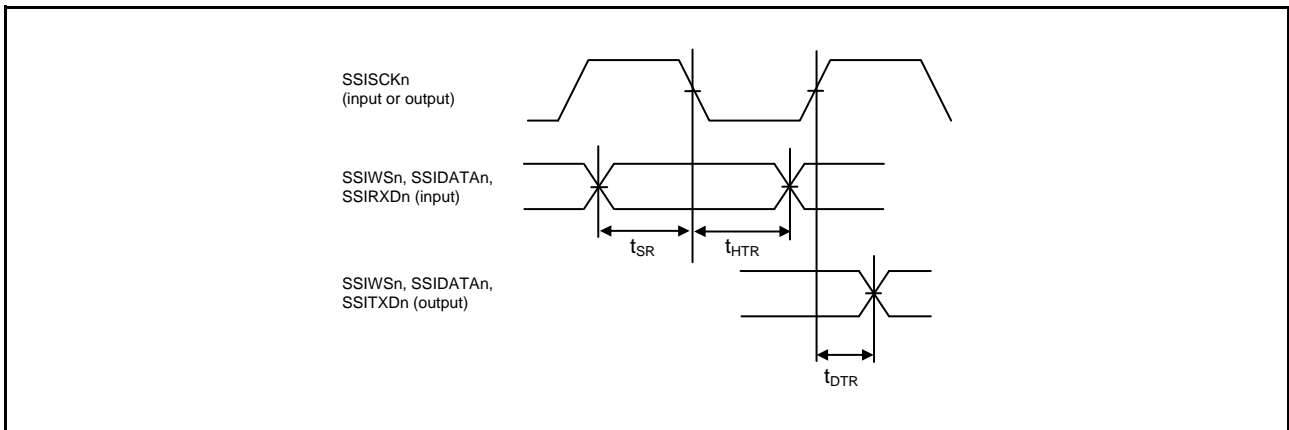 SSISCKn
(input or output)
SSIWSn, SSIDATAn,
SSIRXDn (input)
tSR
tHTR
SSIWSn, SSIDATAn,
SSITXDn (output)
tDTR